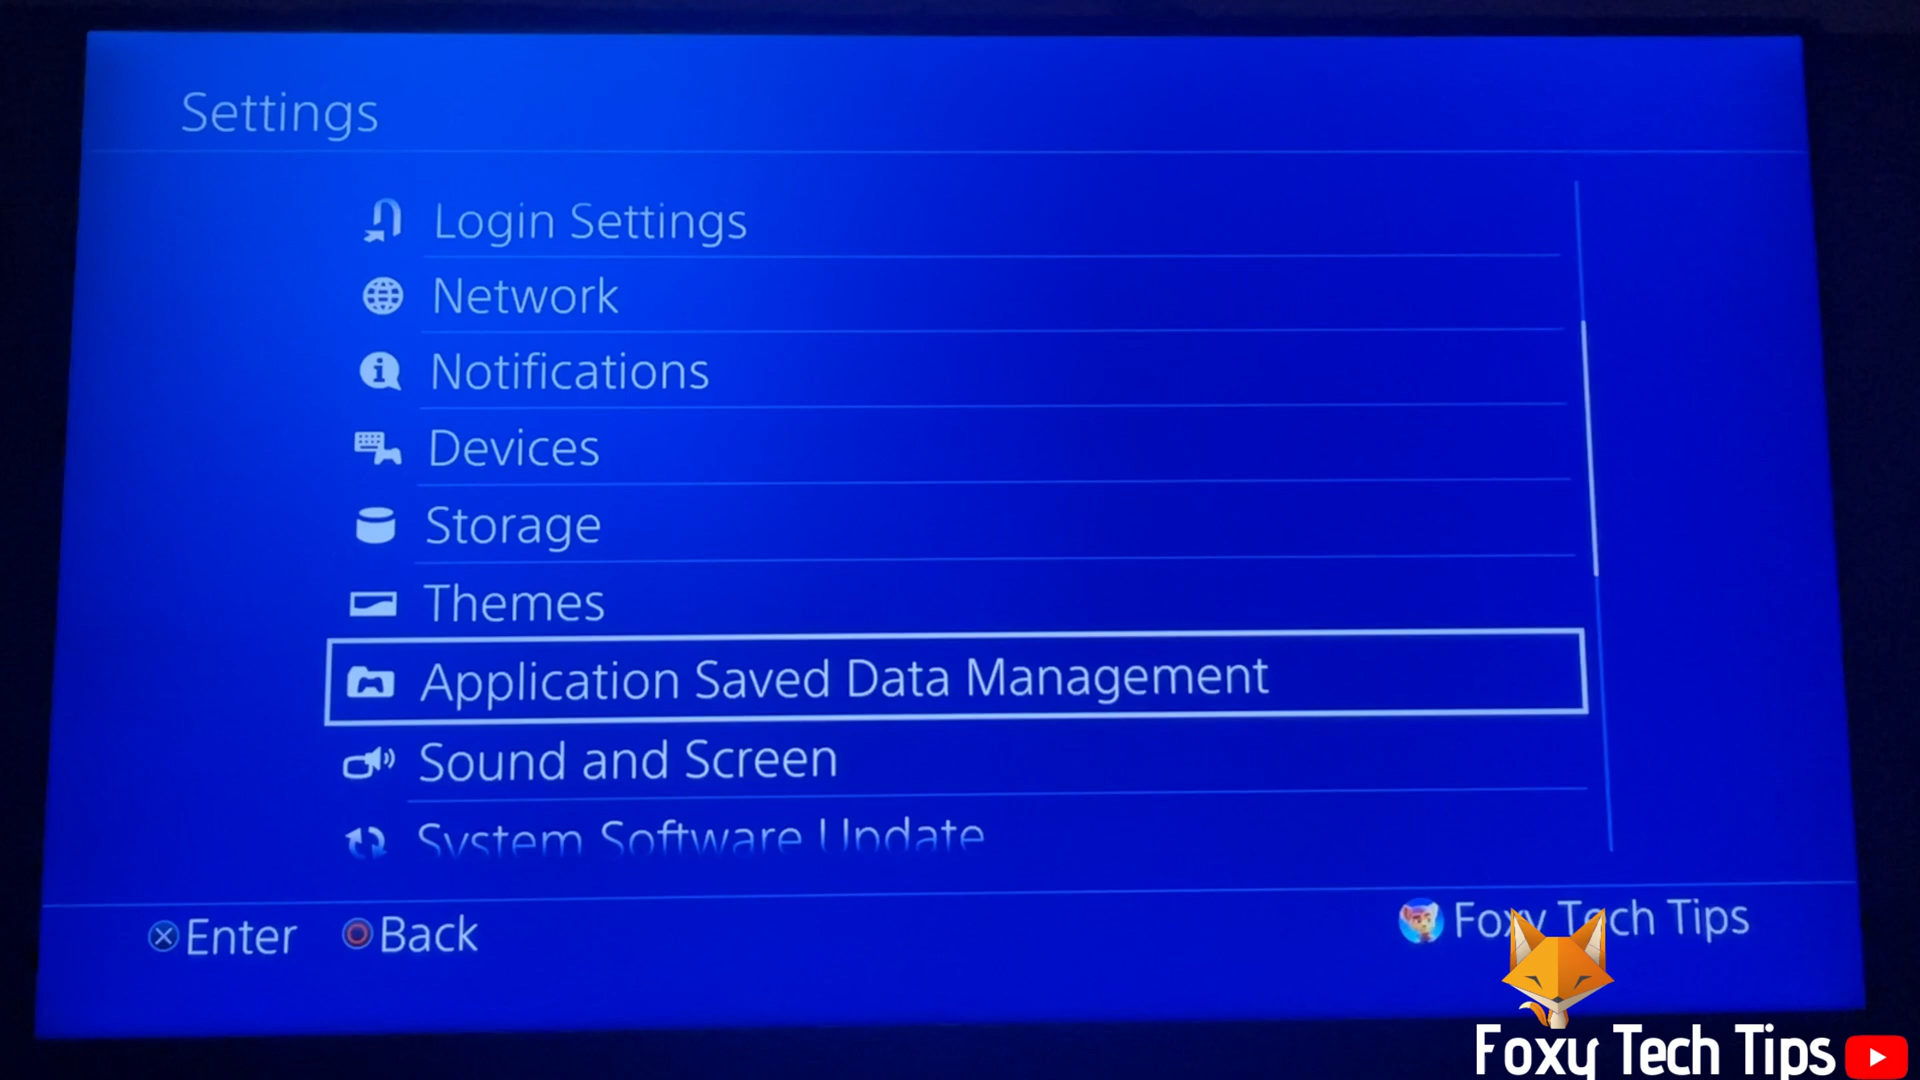 Settings
Login Settings
Network
Notifications
Devices
Storage
Themes
Application Saved Data Management
Sound and Screen
System Software Update
Enter Back
Foxy Tech Tips
Foxy Tech Tips